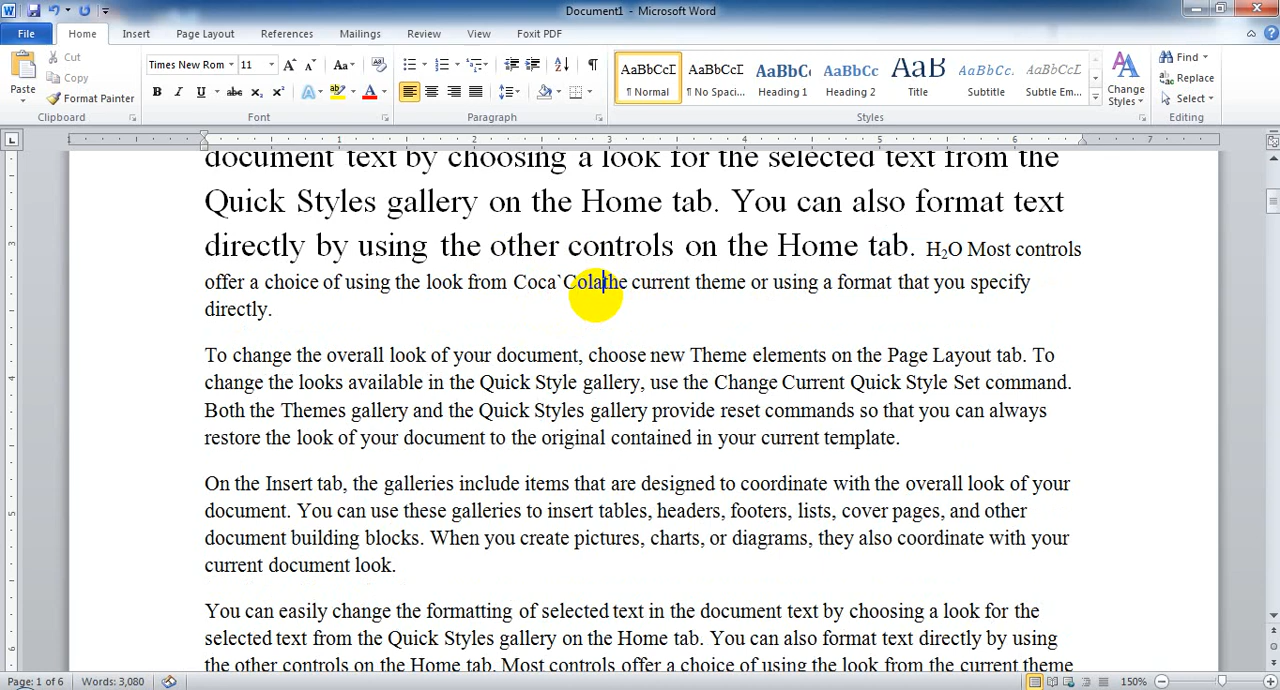 Document1 - Microsoft Word
File Home Insert Page Layout References Mailings Review View Foxit PDF
Paste Cut Copy Format Painter Clipboard
Times New Rom 11 Aa B I U abc X₂ X² A A Font
Paragraph
AaBbCcI ¶ Normal AaBbCcI ¶ No Spaci... AaBbC Heading 1 AaBbCc Heading 2 AaB Title AaBbCcI Subtitle AaBbCcI Subtle Em... Change Styles Styles
Find Replace Select Editing
1 2 3 4 5 6 7
document text by choosing a look for the selected text from the
Quick Styles gallery on the Home tab. You can also format text
directly by using the other controls on the Home tab. H₂O Most controls
offer a choice of using the look from Coca`Colathe current theme or using a format that you specify
directly.
To change the overall look of your document, choose new Theme elements on the Page Layout tab. To
change the looks available in the Quick Style gallery, use the Change Current Quick Style Set command.
Both the Themes gallery and the Quick Styles gallery provide reset commands so that you can always
restore the look of your document to the original contained in your current template.
On the Insert tab, the galleries include items that are designed to coordinate with the overall look of your
document. You can use these galleries to insert tables, headers, footers, lists, cover pages, and other
document building blocks. When you create pictures, charts, or diagrams, they also coordinate with your
current document look.
You can easily change the formatting of selected text in the document text by choosing a look for the
selected text from the Quick Styles gallery on the Home tab. You can also format text directly by using
the other controls on the Home tab. Most controls offer a choice of using the look from the current theme
Page: 1 of 6 Words: 3,080 150%